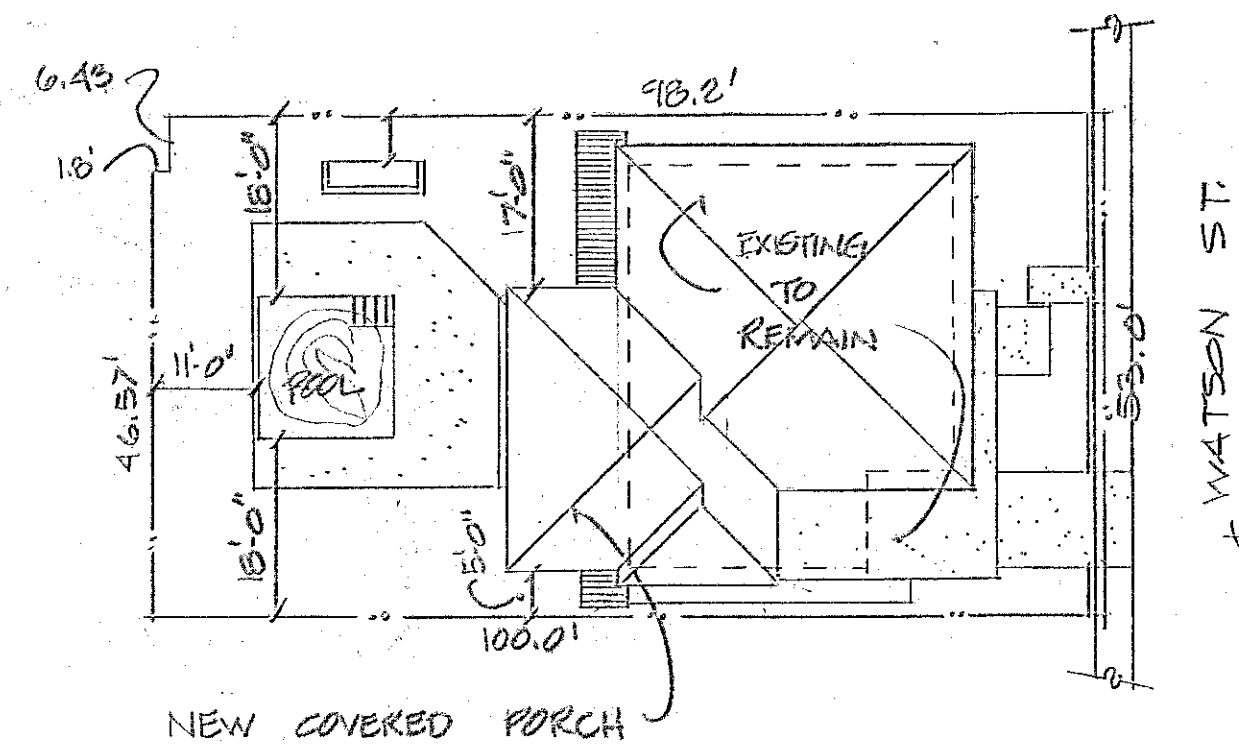 6.43
1.8'
98.2'
18'-0"
17'-0"
EXISTING
TO
REMAIN
WATSON ST.
53.0'
46.57'
11'-0"
POOL
18'-0"
5'-0"
100.0'
NEW COVERED PORCH